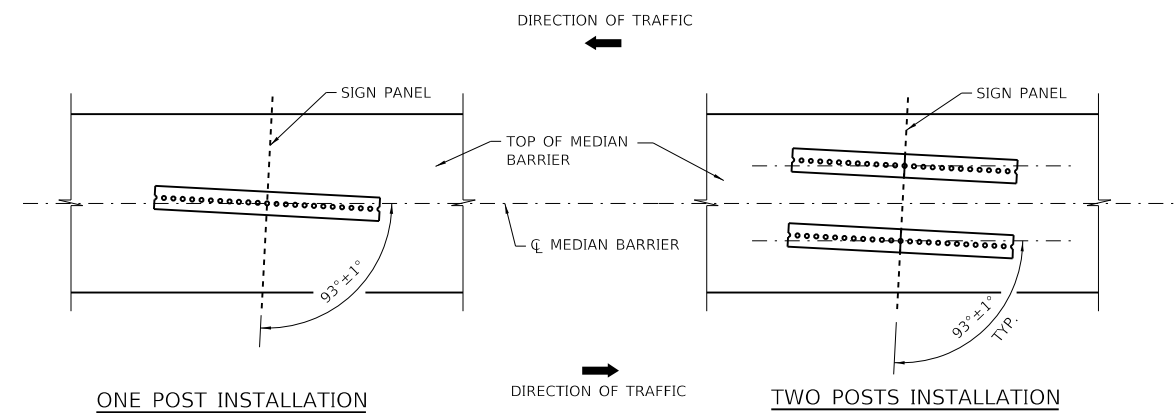 DIRECTION OF TRAFFIC
SIGN PANEL
SIGN PANEL
TOP OF MEDIAN
BARRIER
℄ MEDIAN BARRIER
93°±1°
93°±1°
TYP.
DIRECTION OF TRAFFIC
ONE POST INSTALLATION
TWO POSTS INSTALLATION